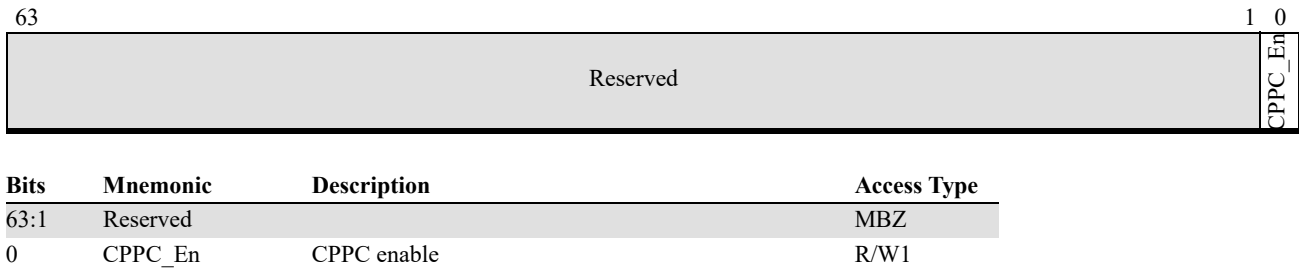 63 1 0
Reserved
CPPC_En
Bits Mnemonic Description Access Type
63:1 Reserved MBZ
0 CPPC_En CPPC enable R/W1